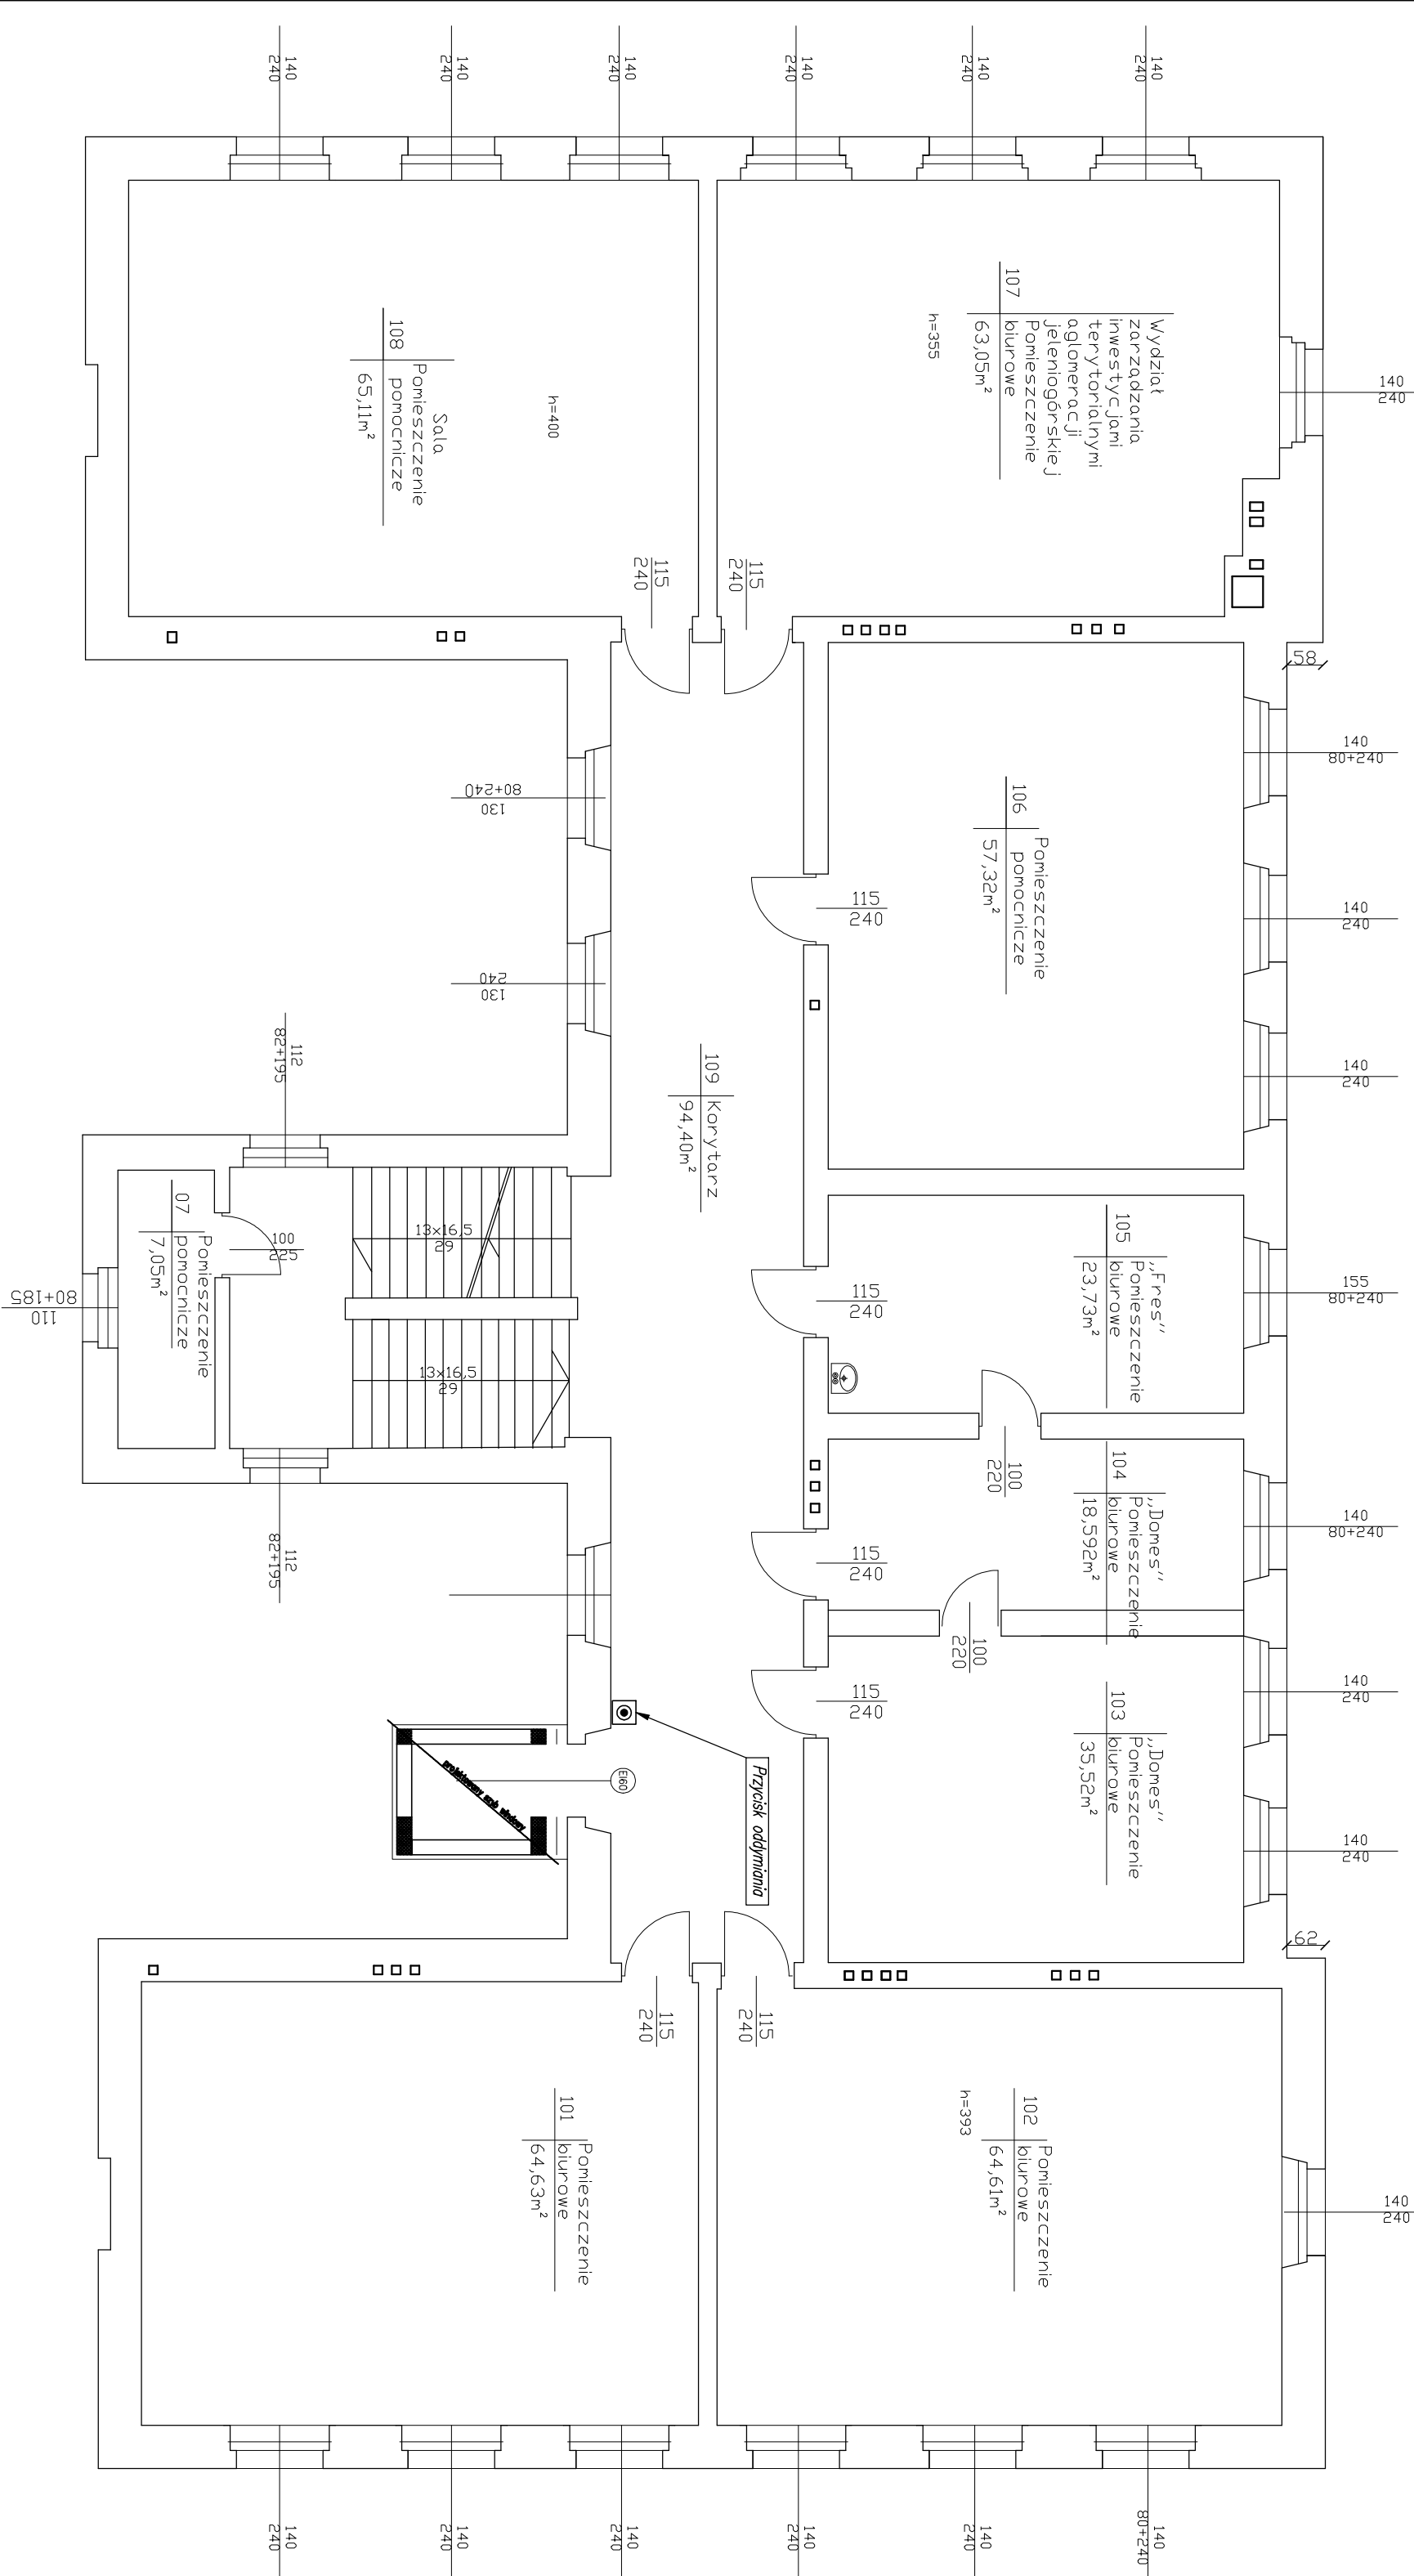 140
240
140
240
140
240
140
240
140
240
140
240
140
240
107
Wydział
zarządzania
inwestycjami
terytorialnymi
aglomeracji
jeleniogórskiej
Pomieszczenie
biurowe
63,05m²
h=355
108
Sala
Pomieszczenie
pomocnicze
65,11m²
h=400
115
240
115
240
58
140
80+240
106
Pomieszczenie
pomocnicze
57,32m²
80+240
130
115
240
140
240
240
130
140
240
109
Korytarz
94,40m²
112
82+195
07
Pomieszczenie
pomocnicze
7,05m²
100
225
13×16,5
29
13×16,5
29
80+185
110
105
„Fres”
Pomieszczenie
biurowe
23,73m²
115
240
155
80+240
100
220
104
„Domes”
Pomieszczenie
biurowe
18,592m²
115
240
140
80+240
112
82+195
100
220
103
„Domes”
Pomieszczenie
biurowe
35,52m²
115
240
140
240
140
240
Przycisk oddymiania
EI60
projektowany szyb windowy
62
115
240
115
240
101
Pomieszczenie
biurowe
64,63m²
102
Pomieszczenie
biurowe
64,61m²
h=393
140
240
140
240
140
240
140
240
140
240
140
240
140
80+240